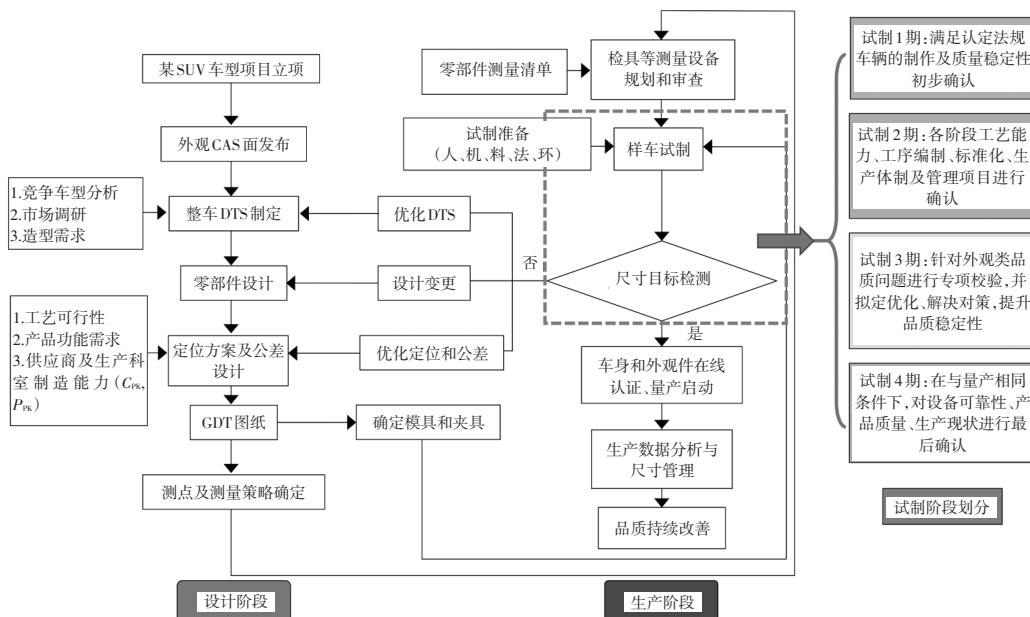 某SUV车型项目立项
外观CAS面发布
1.竞争车型分析
2.市场调研
3.造型需求
整车DTS制定
优化DTS
零部件设计
设计变更
1.工艺可行性
2.产品功能需求
3.供应商及生产科
室制造能力(CPK,
PPK)
定位方案及公差
设计
优化定位和公差
GDT图纸
确定模具和夹具
测点及测量策略确定
设计阶段
零部件测量清单
检具等测量设备
规划和审查
试制准备
(人、机、料、法、环)
样车试制
否
尺寸目标检测
是
车身和外观件在线
认证、量产启动
生产数据分析与
尺寸管理
品质持续改善
生产阶段
试制1期:满足认定法规
车辆的制作及质量稳定性
初步确认
试制2期:各阶段工艺能
力、工序编制、标准化、生
产体制及管理项目进行
确认
试制3期:针对外观类品
质问题进行专项校验,并
拟定优化、解决对策,提升
品质稳定性
试制4期:在与量产相同
条件下,对设备可靠性、产
品质量、生产现状进行最
后确认
试制阶段划分